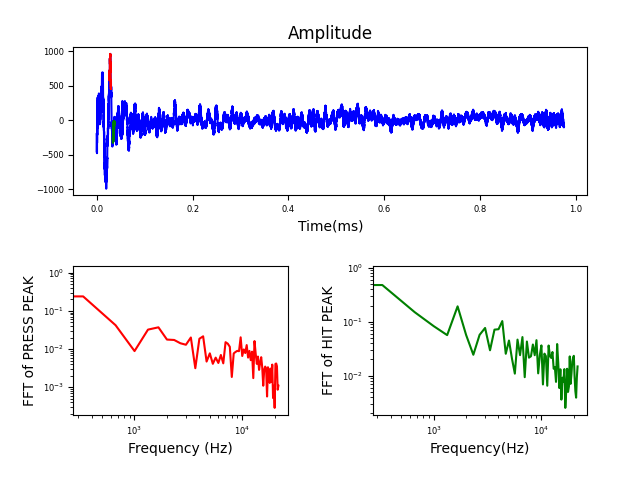 Amplitude
1000
500
0
−500
−1000
0.0 0.2 0.4 0.6 0.8 1.0
Time(ms)
FFT of PRESS PEAK
10⁰
10⁻¹
10⁻²
10⁻³
10³ 10⁴
Frequency (Hz)
FFT of HIT PEAK
10⁰
10⁻¹
10⁻²
10³ 10⁴
Frequency(Hz)